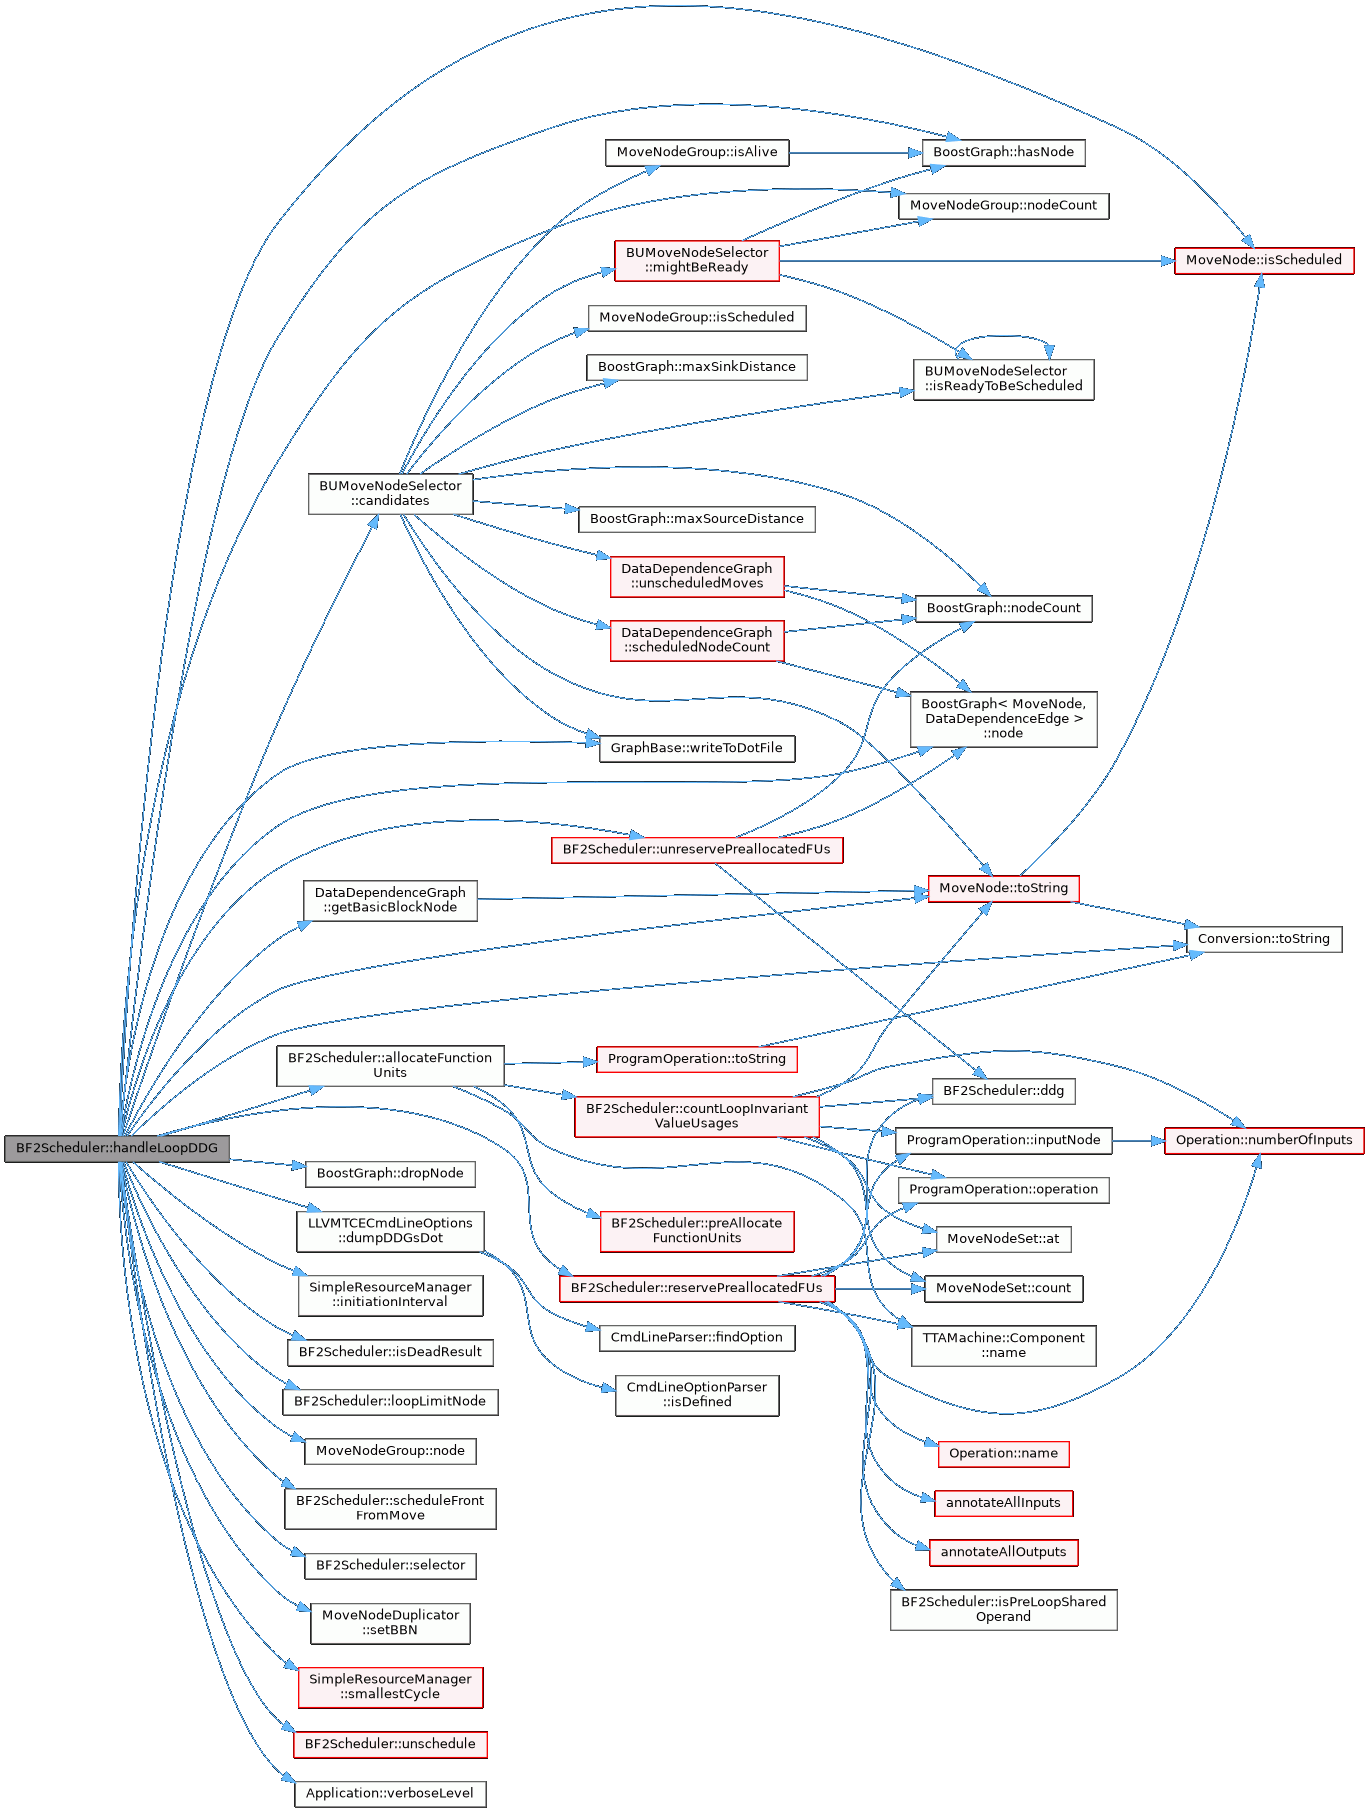 MoveNodeGroup::isAlive
BoostGraph::hasNode
MoveNodeGroup::nodeCount
BUMoveNodeSelector
::mightBeReady
MoveNode::isScheduled
MoveNodeGroup::isScheduled
BoostGraph::maxSinkDistance
BUMoveNodeSelector
::isReadyToBeScheduled
BUMoveNodeSelector
::candidates
BoostGraph::maxSourceDistance
DataDependenceGraph
::unscheduledMoves
BoostGraph::nodeCount
DataDependenceGraph
::scheduledNodeCount
BoostGraph< MoveNode,
DataDependenceEdge >
::node
GraphBase::writeToDotFile
BF2Scheduler::unreservePreallocatedFUs
DataDependenceGraph
::getBasicBlockNode
MoveNode::toString
Conversion::toString
BF2Scheduler::allocateFunction
Units
ProgramOperation::toString
BF2Scheduler::ddg
BF2Scheduler::countLoopInvariant
ValueUsages
BF2Scheduler::handleLoopDDG
ProgramOperation::inputNode
Operation::numberOfInputs
BoostGraph::dropNode
ProgramOperation::operation
LLVMTCECmdLineOptions
::dumpDDGsDot
BF2Scheduler::preAllocate
FunctionUnits
MoveNodeSet::at
SimpleResourceManager
::initiationInterval
BF2Scheduler::reservePreallocatedFUs
MoveNodeSet::count
BF2Scheduler::isDeadResult
CmdLineParser::findOption
TTAMachine::Component
::name
BF2Scheduler::loopLimitNode
CmdLineOptionParser
::isDefined
MoveNodeGroup::node
Operation::name
BF2Scheduler::scheduleFront
FromMove
annotateAllInputs
BF2Scheduler::selector
annotateAllOutputs
MoveNodeDuplicator
::setBBN
BF2Scheduler::isPreLoopShared
Operand
SimpleResourceManager
::smallestCycle
BF2Scheduler::unschedule
Application::verboseLevel